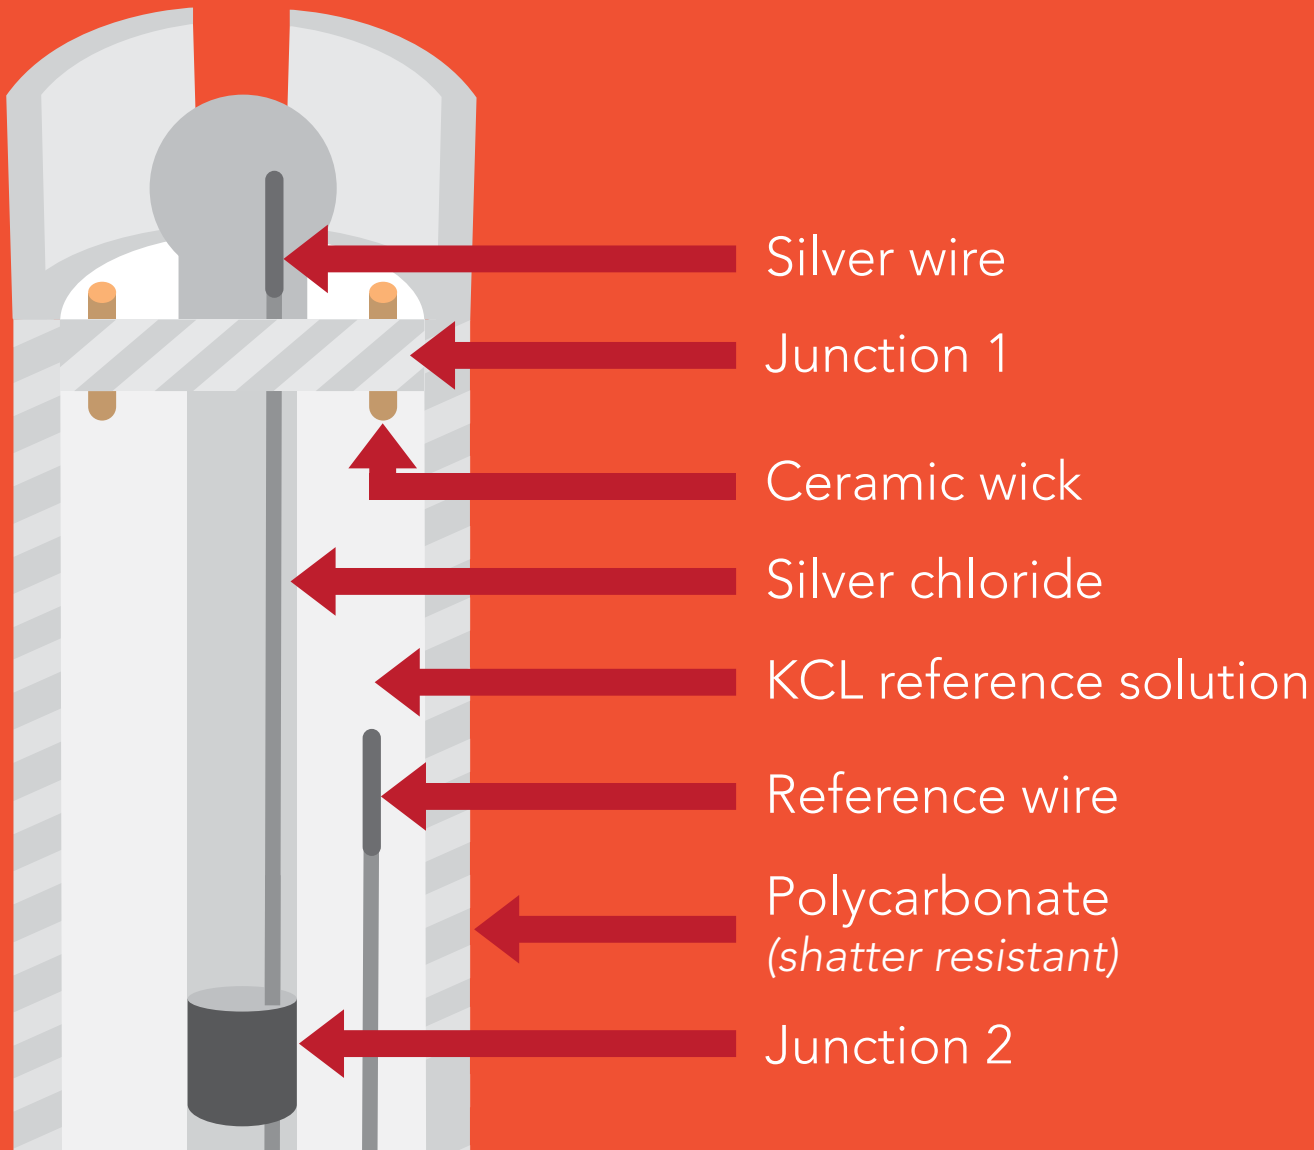 Silver wire
Junction 1
Ceramic wick
Silver chloride
KCL reference solution
Reference wire
Polycarbonate
(shatter resistant)
Junction 2